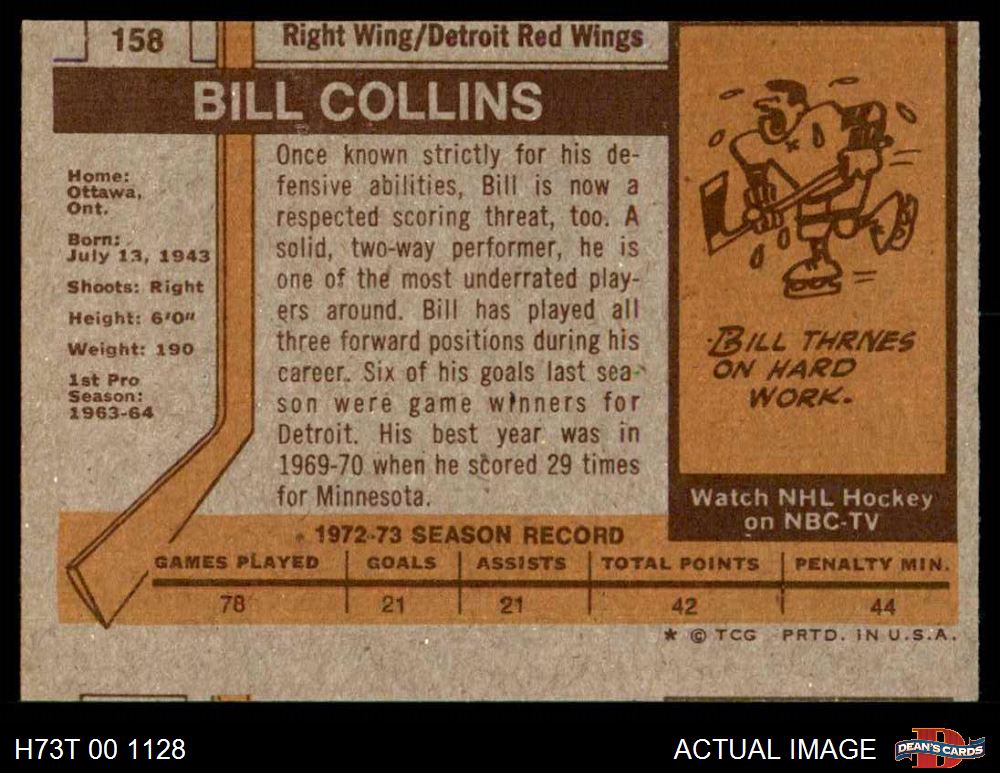 158
Right Wing/Detroit Red Wings
BILL COLLINS
Home:
Ottawa,
Ont.
Born:
July 13, 1943
Shoots: Right
Height: 6'0"
Weight: 190
1st Pro
Season:
1963-64
Once known strictly for his de-
fensive abilities, Bill is now a
respected scoring threat, too. A
solid, two-way performer, he is
one of the most underrated play-
ers around. Bill has played all
three forward positions during his
career. Six of his goals last sea-
son were game winners for
Detroit. His best year was in
1969-70 when he scored 29 times
for Minnesota.
BILL THRIVES
ON HARD
WORK.
Watch NHL Hockey
on NBC-TV
1972-73 SEASON RECORD
GAMES PLAYED GOALS ASSISTS TOTAL POINTS PENALTY MIN.
78 21 21 42 44
* © TCG PRTD. IN U.S.A.
H73T 00 1128
ACTUAL IMAGE
D
DEAN'S CARDS